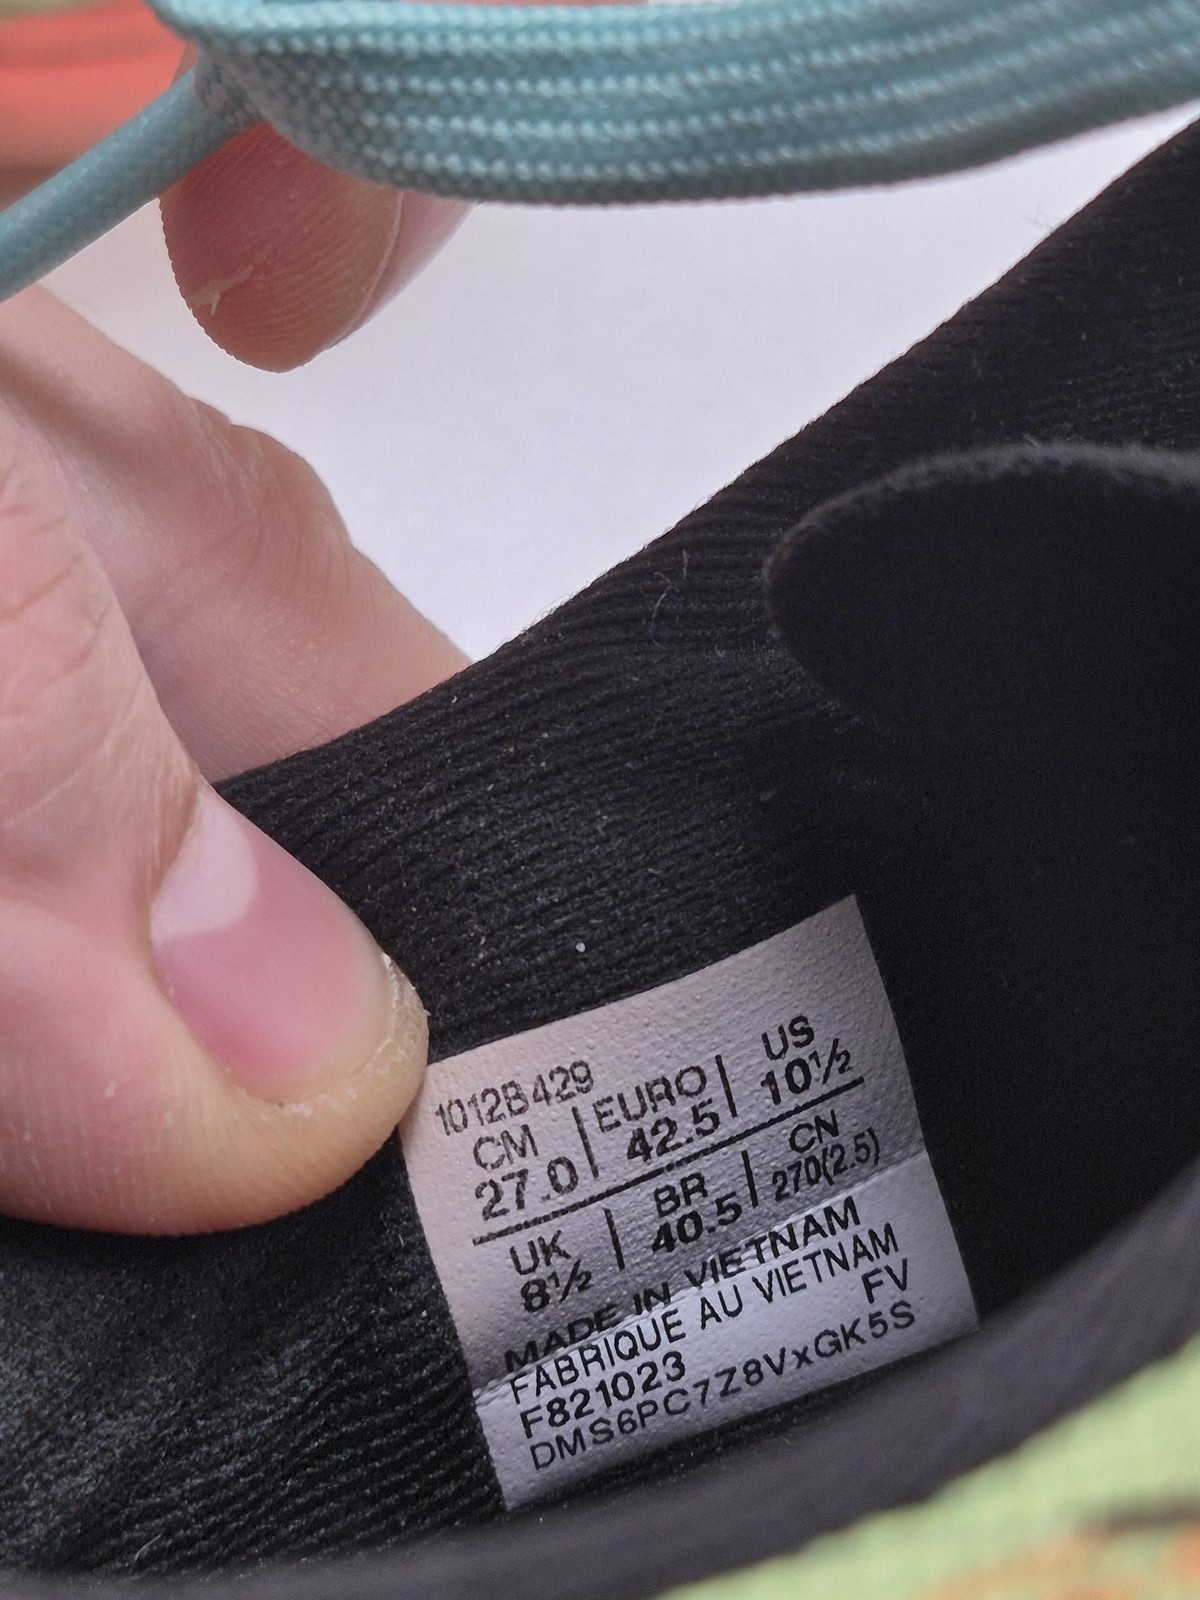 1012B429
CM | EURO | US
27.0 | 42.5 | 10½
UK | BR | CN
8½ | 40.5 | 270(2.5)
MADE IN VIETNAM
FABRIQUE AU VIETNAM
F821023 FV
DMS6PC7Z8VxGK5S